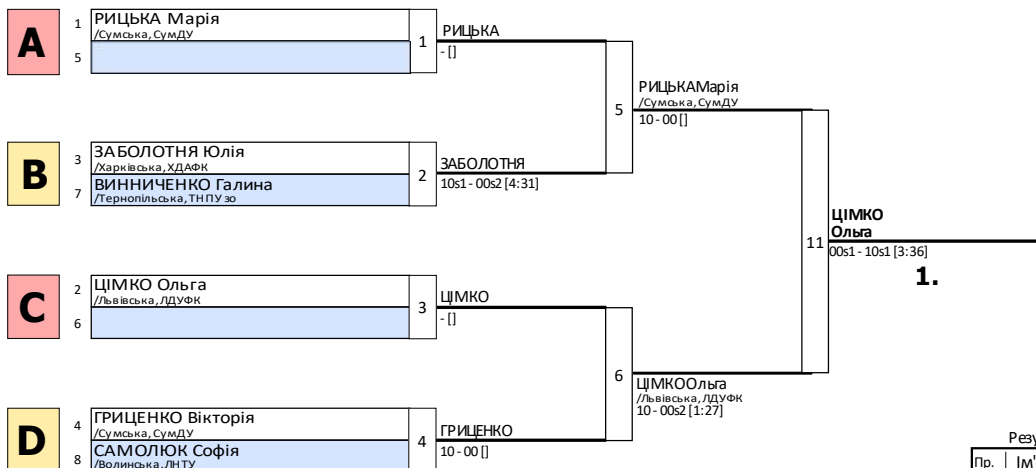 A
1 РИЦЬКА Марія
/Сумська, СумДУ
5
1
РИЦЬКА
- []
B
3 ЗАБОЛОТНЯ Юлія
/Харківська, ХДАФК
7 ВИННИЧЕНКО Галина
/Тернопільська, ТНПУ зо
2
ЗАБОЛОТНЯ
10s1 - 00s2 [4:31]
5
РИЦЬКАМарія
/Сумська, СумДУ
10 - 00 []
C
2 ЦІМКО Ольга
/Львівська, ЛДУФК
6
3
ЦІМКО
- []
D
4 ГРИЦЕНКО Вікторія
/Сумська, СумДУ
8 САМОЛЮК Софія
/Волинська, ЛНТУ
4
ГРИЦЕНКО
10 - 00 []
6
ЦІМКООльга
/Львівська, ЛДУФК
10 - 00s2 [1:27]
11
ЦІМКО
Ольга
00s1 - 10s1 [3:36]
1.
Резу
Пр. Ім'